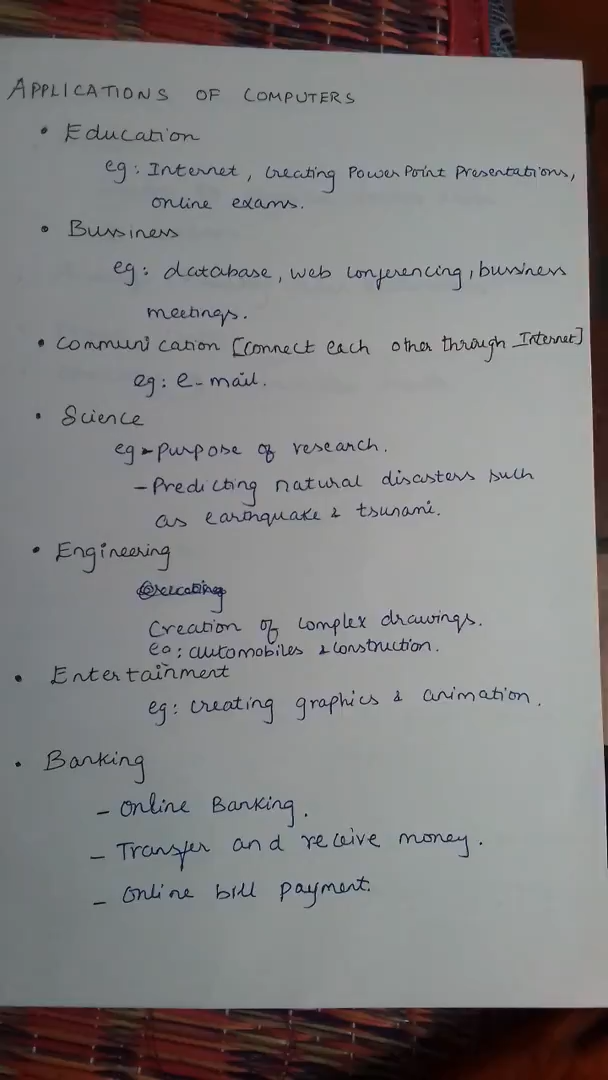 APPLICATIONS OF COMPUTERS
• Education
eg: Internet, creating PowerPoint Presentations,
online exams.
• Bussiness
eg: database, web conferencing, bussiness
meetings.
• Communication [connect each other through Internet]
eg: e-mail.
• Science
eg - purpose of research.
- Predicting natural disasters such
as earthquake & tsunami.
• Engineering
Creation of complex drawings.
eg: automobiles & construction.
• Entertainment
eg: creating graphics & animation.
• Banking
- Online Banking.
- Transfer and receive money.
- Online bill payment.